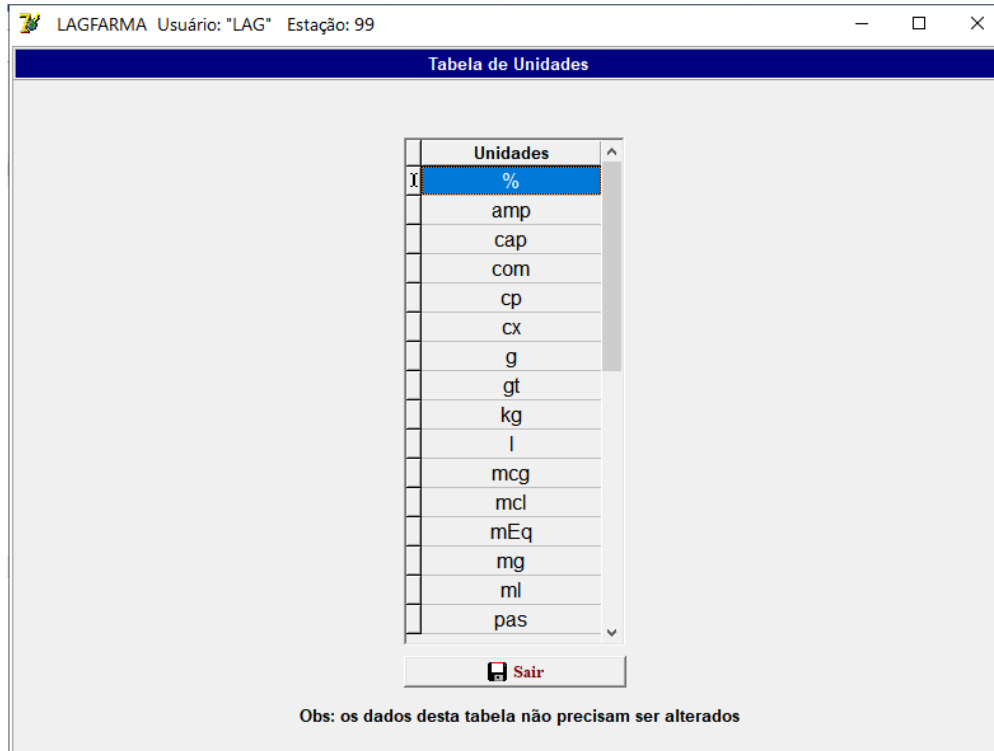 LAGFARMA Usuário: "LAG" Estação: 99
Tabela de Unidades
Unidades
%
amp
cap
com
cp
cx
g
gt
kg
l
mcg
mcl
mEq
mg
ml
pas
Sair
Obs: os dados desta tabela não precisam ser alterados